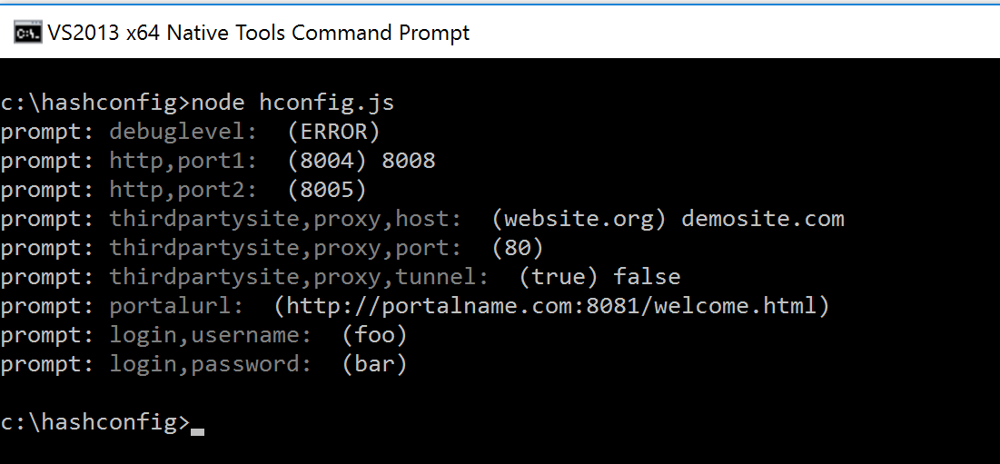 C:\. VS2013 x64 Native Tools Command Prompt
c:\hashconfig>node hconfig.js
prompt: debuglevel:  (ERROR)
prompt: http,port1:  (8004) 8008
prompt: http,port2:  (8005)
prompt: thirdpartysite,proxy,host:  (website.org) demosite.com
prompt: thirdpartysite,proxy,port:  (80)
prompt: thirdpartysite,proxy,tunnel:  (true) false
prompt: portalurl:  (http://portalname.com:8081/welcome.html)
prompt: login,username:  (foo)
prompt: login,password:  (bar)
c:\hashconfig>_